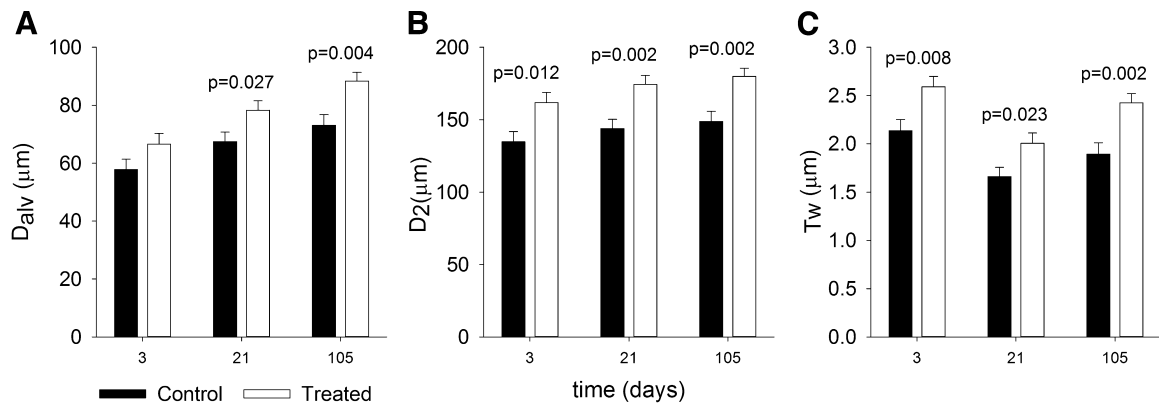 A
B
C
100
80
60
40
20
0
Dalv (μm)
p=0.027
p=0.004
3
21
105
200
150
100
50
0
D2(μm)
p=0.012
p=0.002
p=0.002
3
21
105
3.0
2.5
2.0
1.5
1.0
0.5
0.0
Tw (μm)
p=0.008
p=0.023
p=0.002
3
21
105
Control
Treated
time (days)